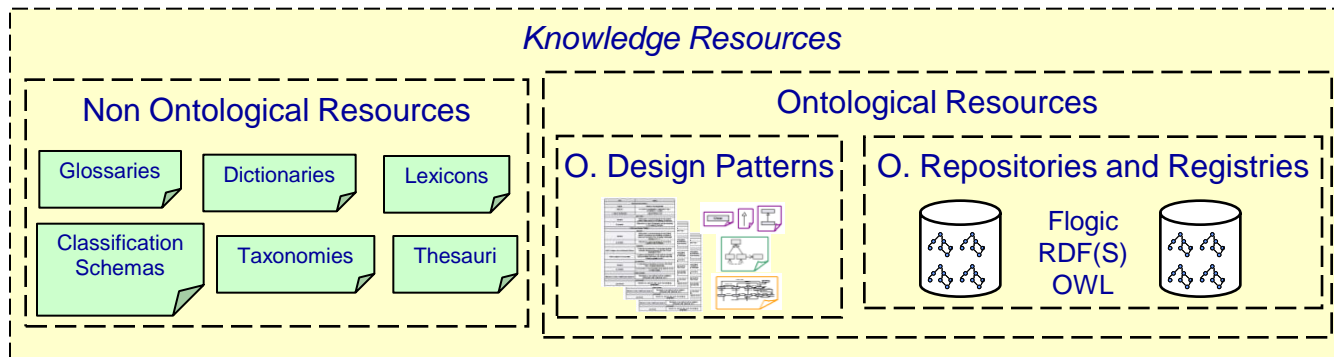 Knowledge Resources
Non Ontological Resources
Glossaries
Dictionaries
Lexicons
Classification
Schemas
Taxonomies
Thesauri
Ontological Resources
O. Design Patterns
O. Repositories and Registries
Flogic
RDF(S)
OWL